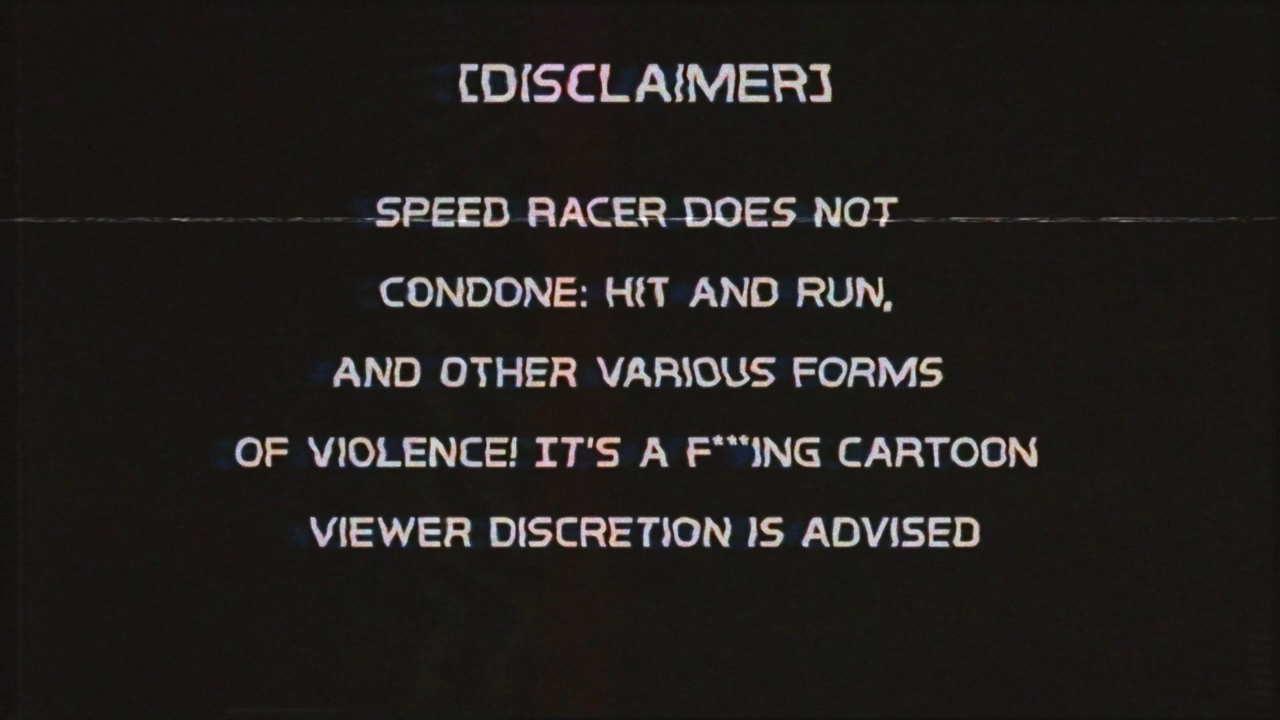 [DISCLAIMER]
SPEED RACER DOES NOT
CONDONE: HIT AND RUN,
AND OTHER VARIOUS FORMS
OF VIOLENCE! IT'S A F***ING CARTOON
VIEWER DISCRETION IS ADVISED